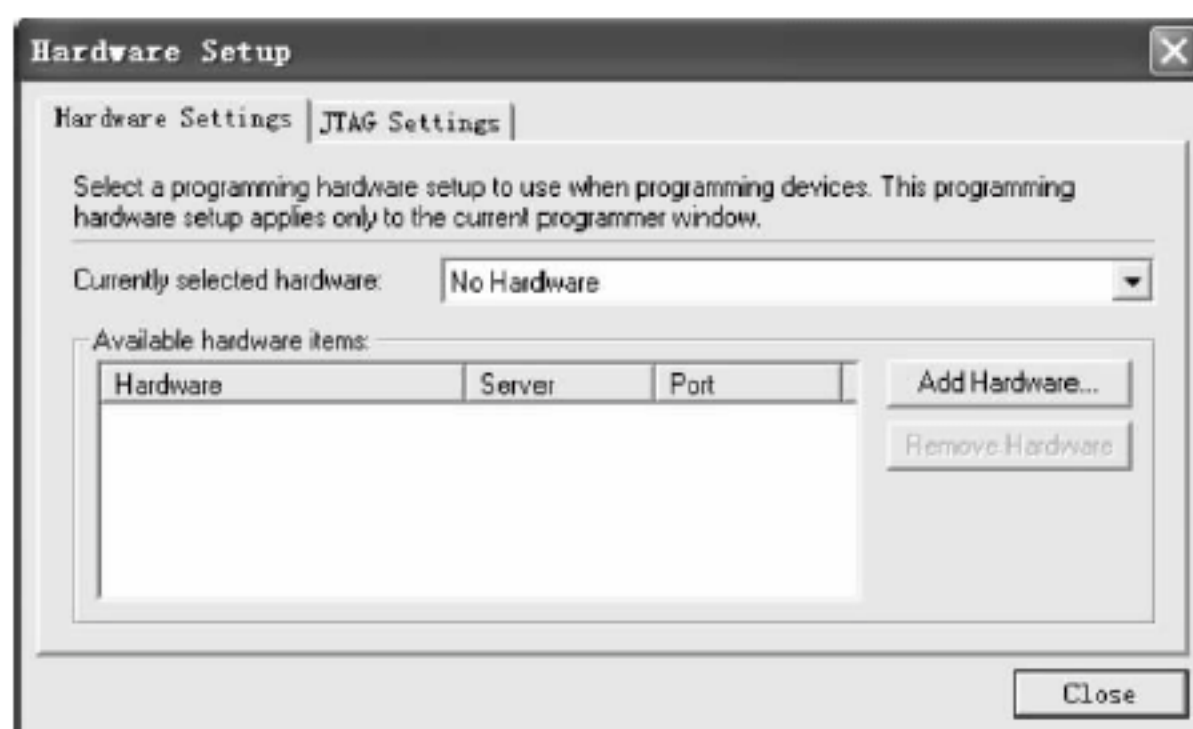 Hardware Setup
Hardware Settings JTAG Settings
Select a programming hardware setup to use when programming devices. This programming
hardware setup applies only to the current programmer window.
Currently selected hardware: No Hardware
Available hardware items:
Hardware Server Port
Add Hardware...
Remove Hardware
Close